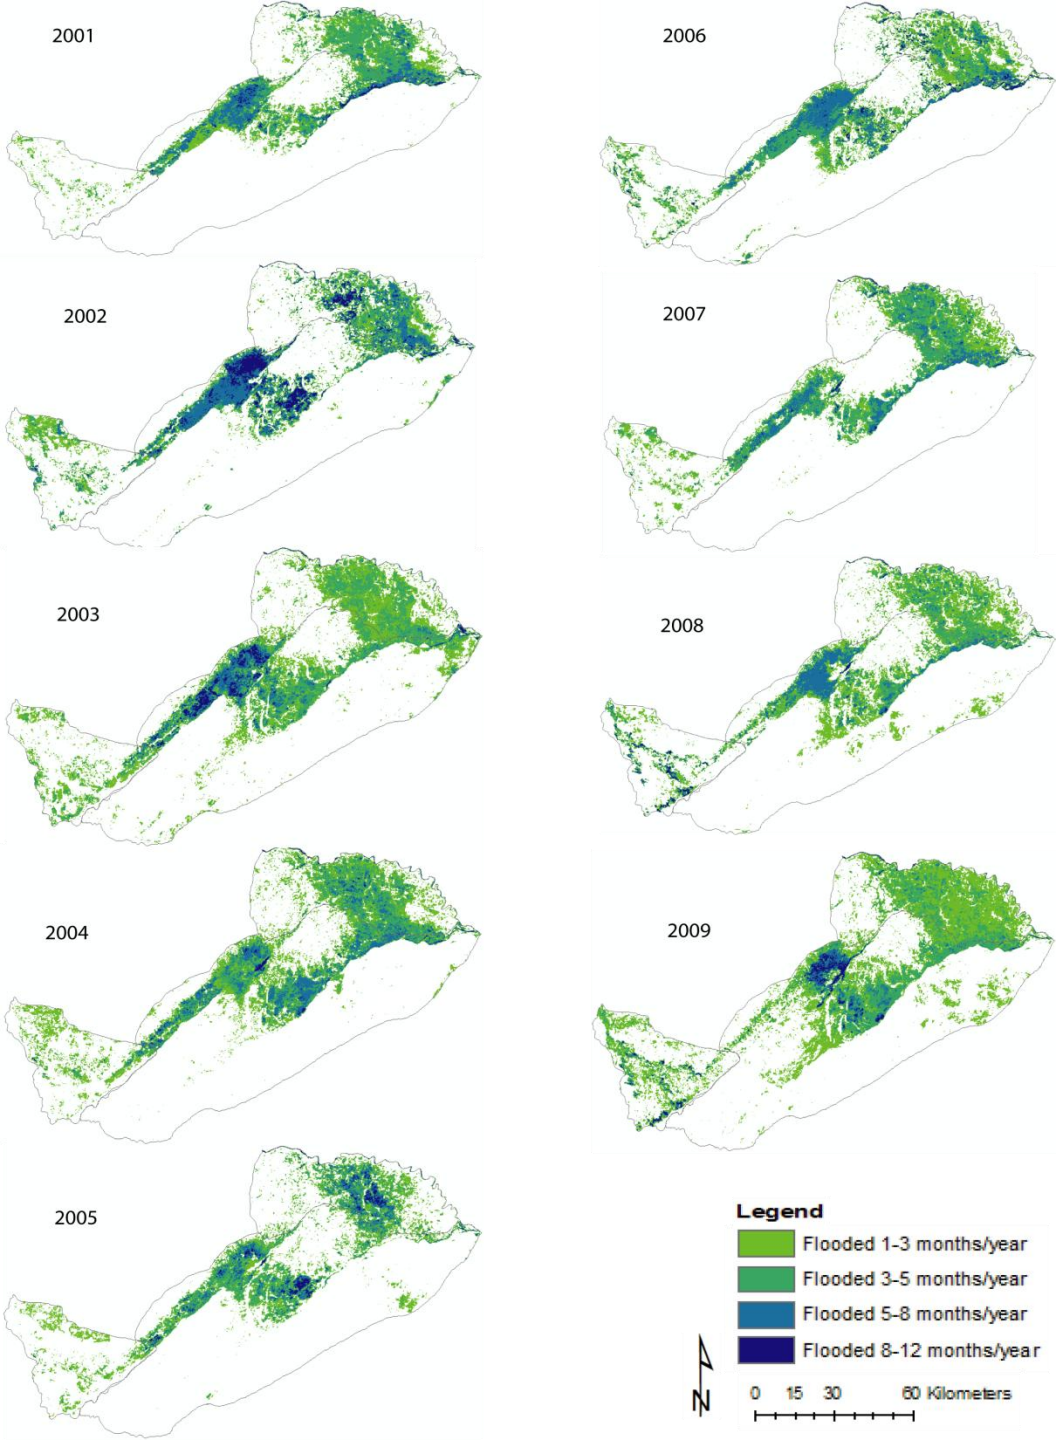 2001
2006
2002
2007
2003
2008
2004
2009
2005
Legend
Flooded 1-3 months/year
Flooded 3-5 months/year
Flooded 5-8 months/year
Flooded 8-12 months/year
N
0 15 30 60 Kilometers